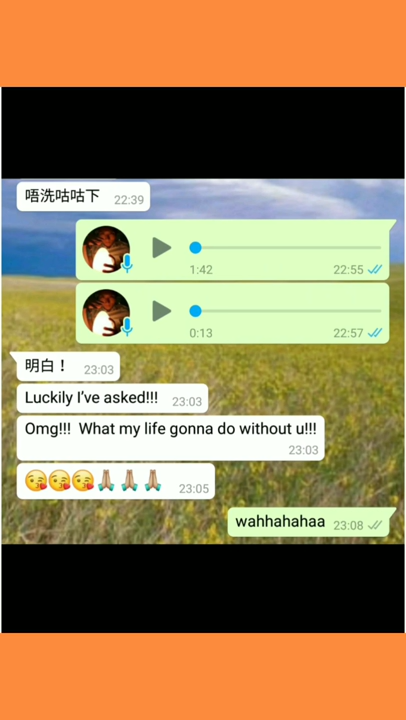 唔洗咕咕下 22:39
1:42 22:55
0:13 22:57
明白！ 23:03
Luckily I've asked!!! 23:03
Omg!!! What my life gonna do without u!!!
23:03
😘😘😘🙏🏽🙏🏽🙏🏽 23:05
wahhahahaa 23:08